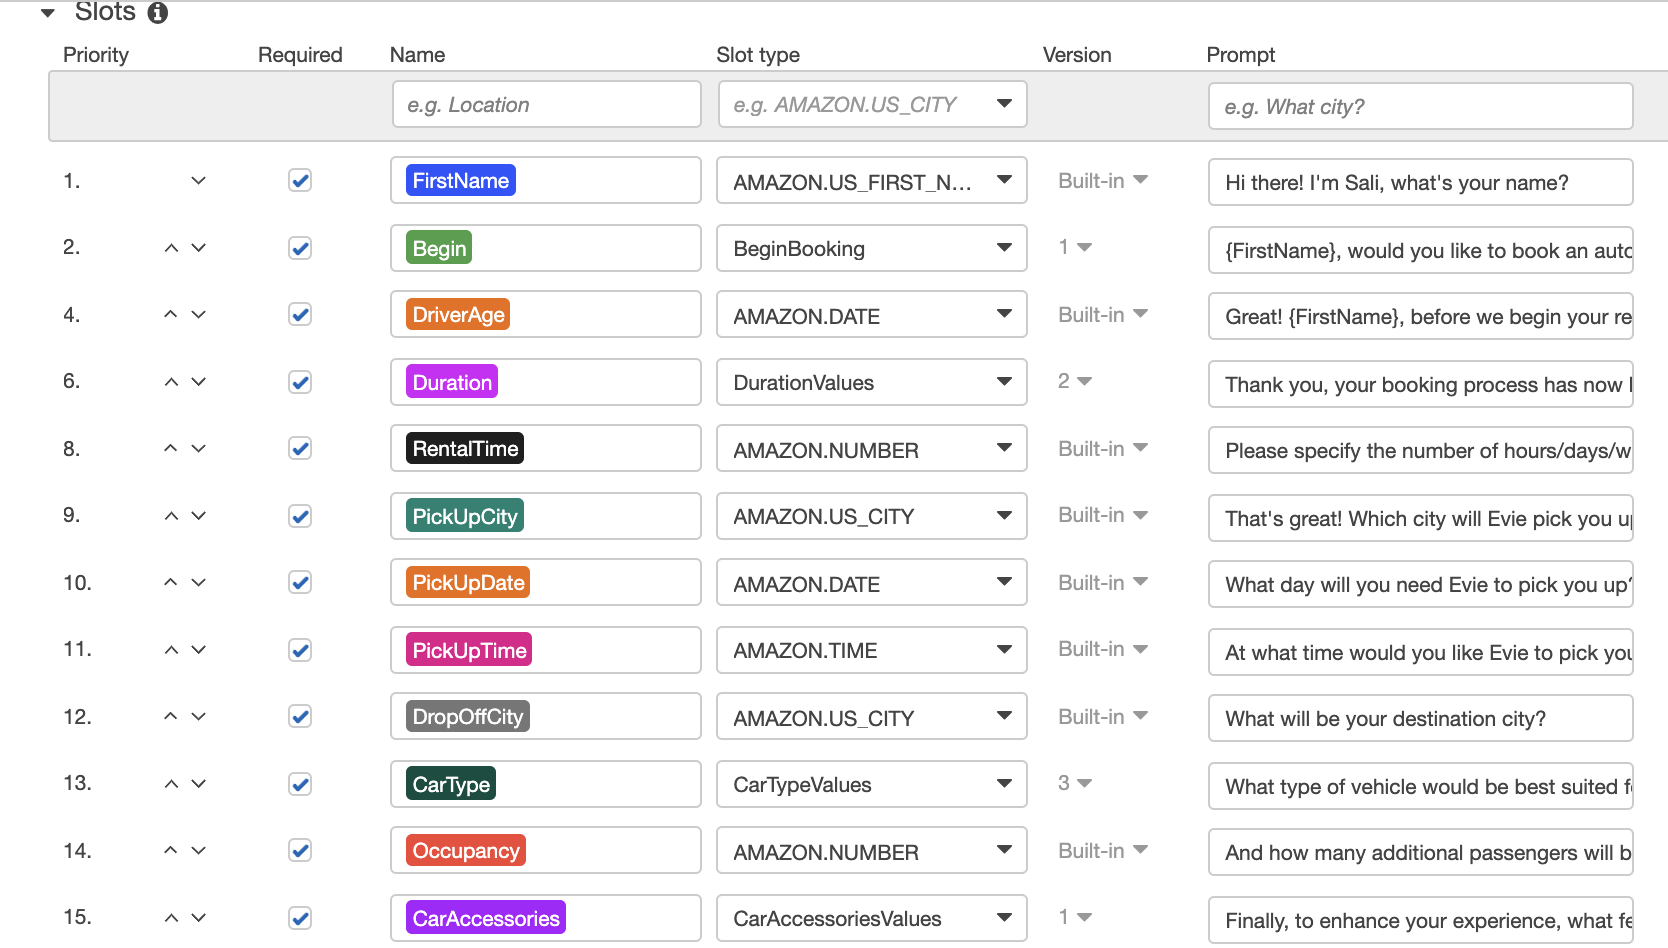 Slots
Priority Required Name Slot type Version Prompt
e.g. Location e.g. AMAZON.US_CITY e.g. What city?
1. FirstName AMAZON.US_FIRST_N... Built-in Hi there! I'm Sali, what's your name?
2. Begin BeginBooking 1 {FirstName}, would you like to book an auto
4. DriverAge AMAZON.DATE Built-in Great! {FirstName}, before we begin your re
6. Duration DurationValues 2 Thank you, your booking process has now
8. RentalTime AMAZON.NUMBER Built-in Please specify the number of hours/days/w
9. PickUpCity AMAZON.US_CITY Built-in That's great! Which city will Evie pick you up
10. PickUpDate AMAZON.DATE Built-in What day will you need Evie to pick you up?
11. PickUpTime AMAZON.TIME Built-in At what time would you like Evie to pick you
12. DropOffCity AMAZON.US_CITY Built-in What will be your destination city?
13. CarType CarTypeValues 3 What type of vehicle would be best suited f
14. Occupancy AMAZON.NUMBER Built-in And how many additional passengers will b
15. CarAccessories CarAccessoriesValues 1 Finally, to enhance your experience, what fe